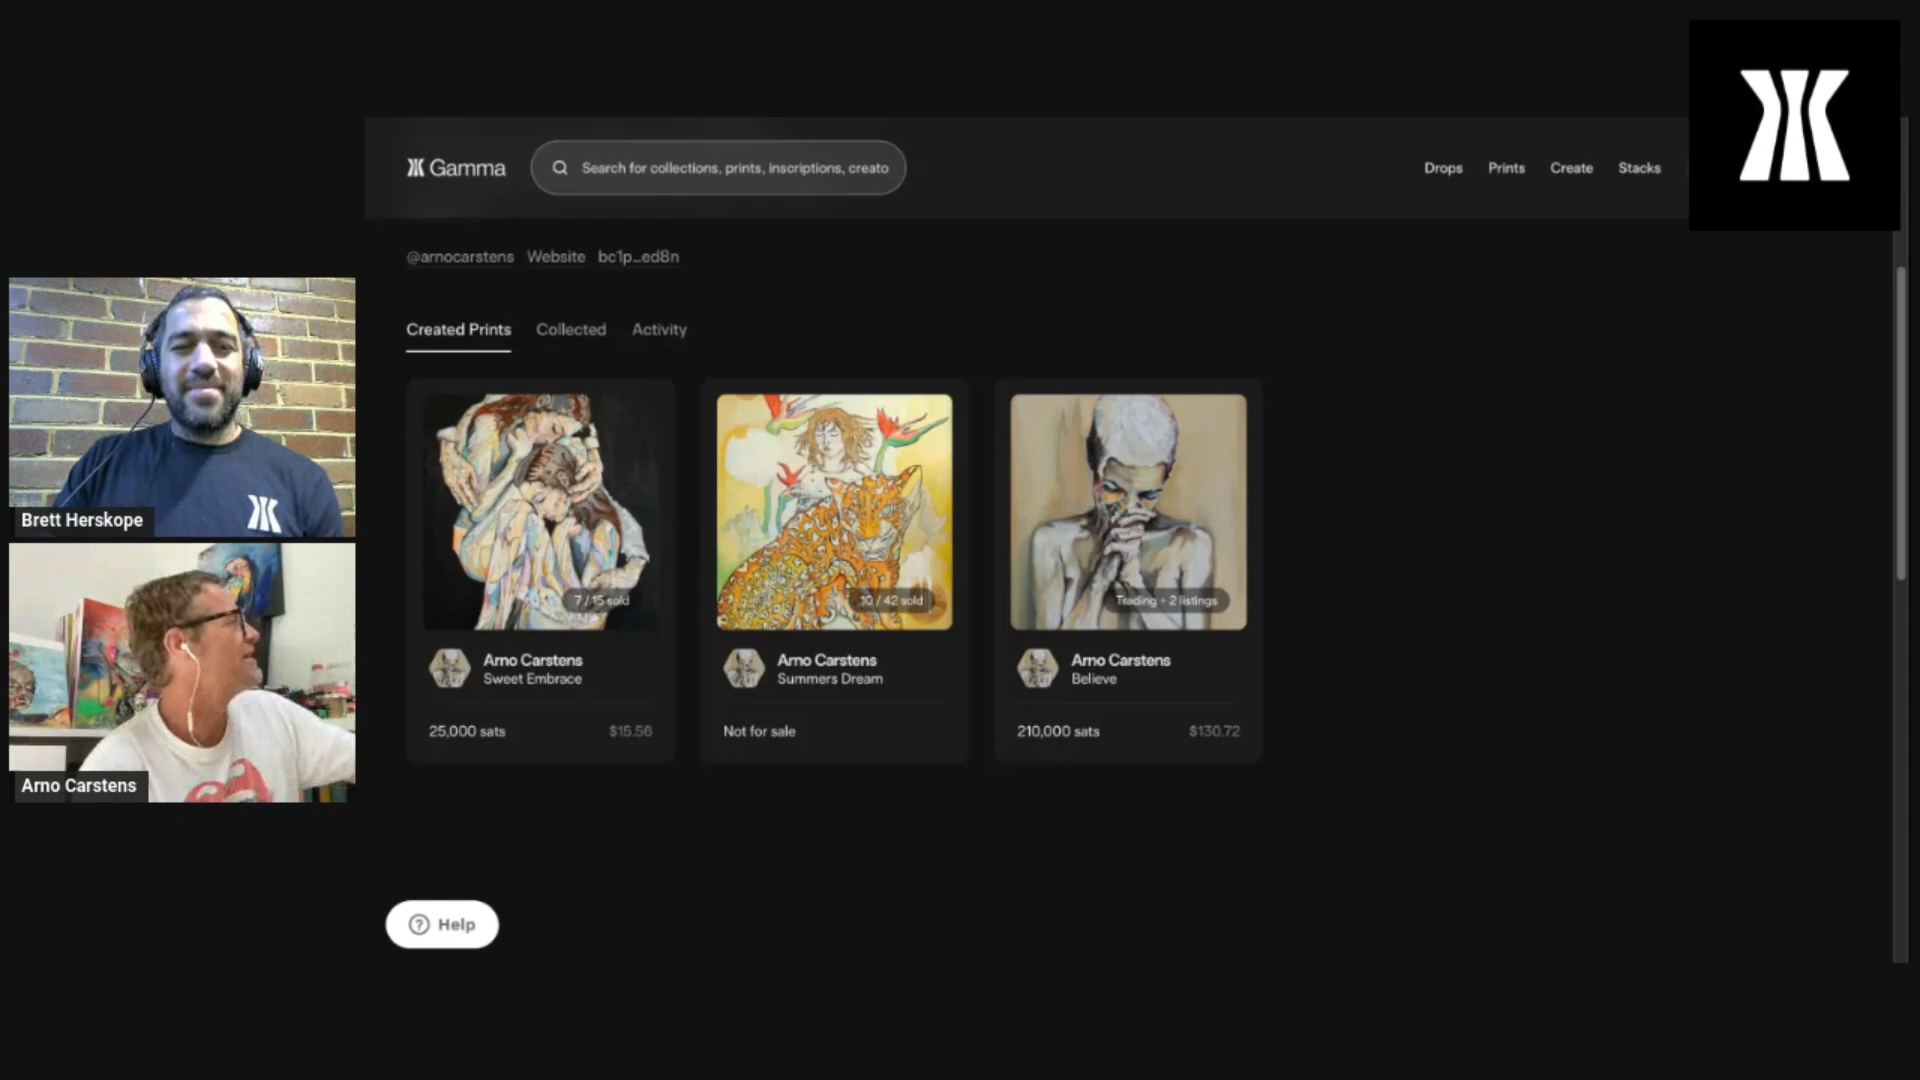 Gamma
Search for collections, prints, inscriptions, creato
Drops
Prints
Create
Stacks
@arnocarstens
Website
bc1p...ed8n
Created Prints
Collected
Activity
7 / 15 sold
10 / 42 sold
Trading • 2 listings
Arno Carstens
Sweet Embrace
Arno Carstens
Summers Dream
Arno Carstens
Believe
25,000 sats
$15.56
Not for sale
210,000 sats
$130.72
Brett Herskope
Arno Carstens
Help